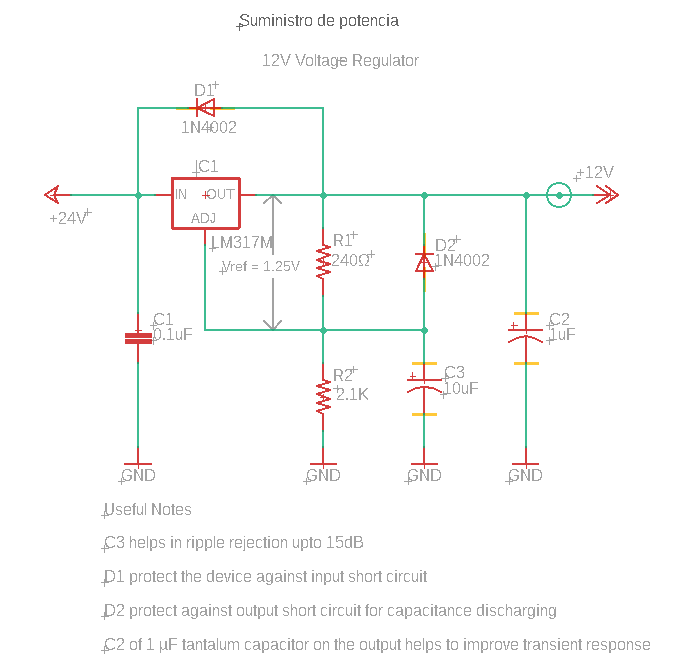 Suministro de potencia
12V Voltage Regulator
D1
1N4002
IC1
IN OUT
ADJ
+24V
+12V
LM317M
Vref = 1.25V
R1
240Ω
D2
1N4002
C1
0.1uF
C2
1uF
R2
2.1K
C3
10uF
GND GND GND GND
Useful Notes
C3 helps in ripple rejection upto 15dB
D1 protect the device against input short circuit
D2 protect against output short circuit for capacitance discharging
C2 of 1 µF tantalum capacitor on the output helps to improve transient response